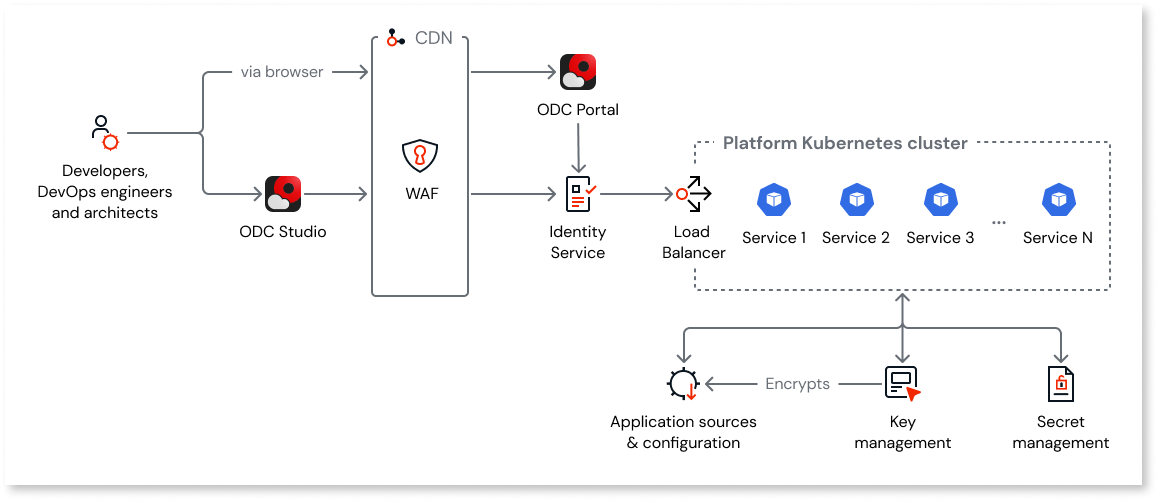 CDN
via browser
ODC Portal
Developers,
DevOps engineers
and architects
ODC Studio
WAF
Identity
Service
Load
Balancer
Platform Kubernetes cluster
Service 1
Service 2
Service 3
...
Service N
Application sources
& configuration
Encrypts
Key
management
Secret
management